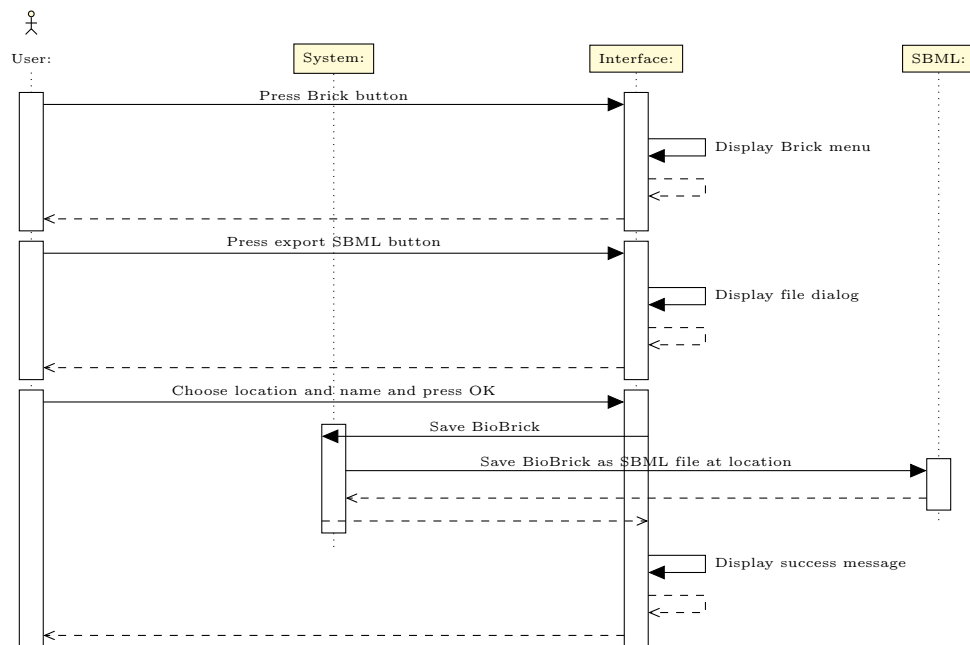 User:
System:
Interface:
SBML:
Press Brick button
Display Brick menu
Press export SBML button
Display file dialog
Choose location and name and press OK
Save BioBrick
Save BioBrick as SBML file at location
Display success message